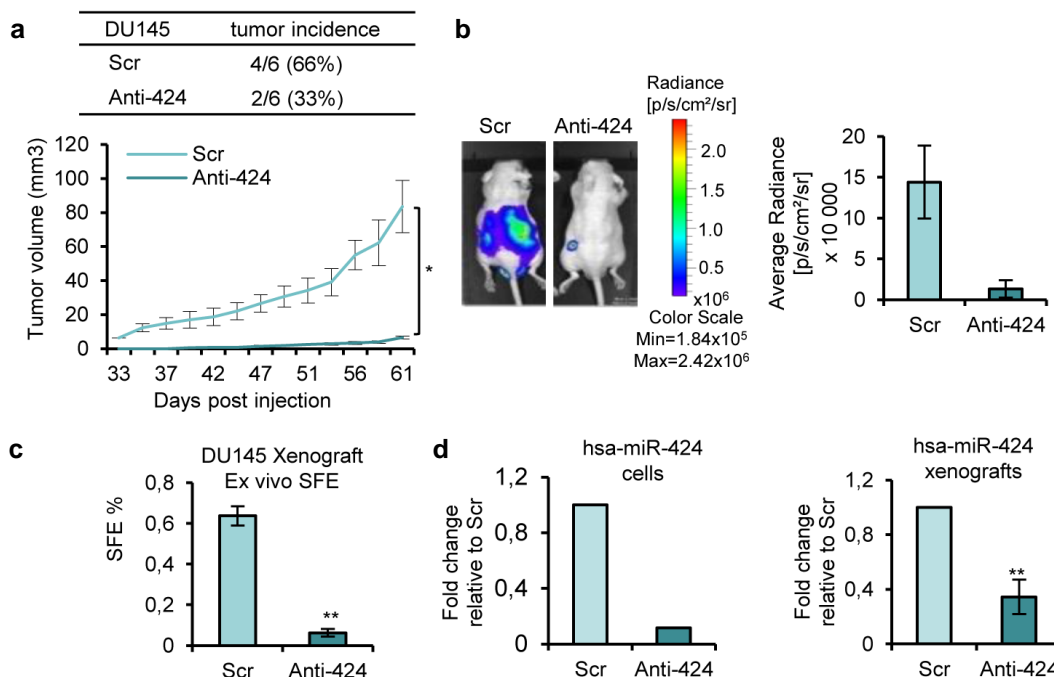 a
DU145 tumor incidence
Scr 4/6 (66%)
Anti-424 2/6 (33%)
Tumor volume (mm3)
120
100
80
60
40
20
0
Scr
Anti-424
*
33 37 42 47 51 56 61
Days post injection
b
Scr Anti-424
Radiance
[p/s/cm²/sr]
2.0
1.5
1.0
0.5
x10⁶
Color Scale
Min=1.84x10⁵
Max=2.42x10⁶
Average Radiance
[p/s/cm²/sr]
x 10 000
20
15
10
5
0
Scr Anti-424
c
DU145 Xenograft
Ex vivo SFE
SFE %
0,8
0,6
0,4
0,2
0
**
Scr Anti-424
d
hsa-miR-424
cells
Fold change
relative to Scr
1,2
0,8
0,4
0
Scr Anti-424
hsa-miR-424
xenografts
Fold change
relative to Scr
1,2
0,8
0,4
0
**
Scr Anti-424